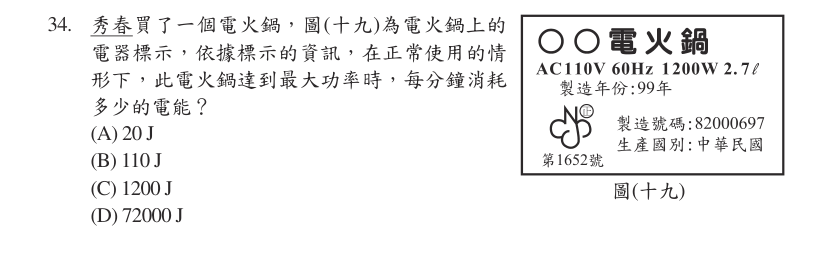 34. 秀春買了一個電火鍋，圖(十九)為電火鍋上的
電器標示，依據標示的資訊，在正常使用的情
形下，此電火鍋達到最大功率時，每分鐘消耗
多少的電能？
(A) 20 J
(B) 110 J
(C) 1200 J
(D) 72000 J
○○電火鍋
AC110V 60Hz 1200W 2.7ℓ
製造年份:99年
正
製造號碼:82000697
生產國別:中華民國
第1652號
圖(十九)